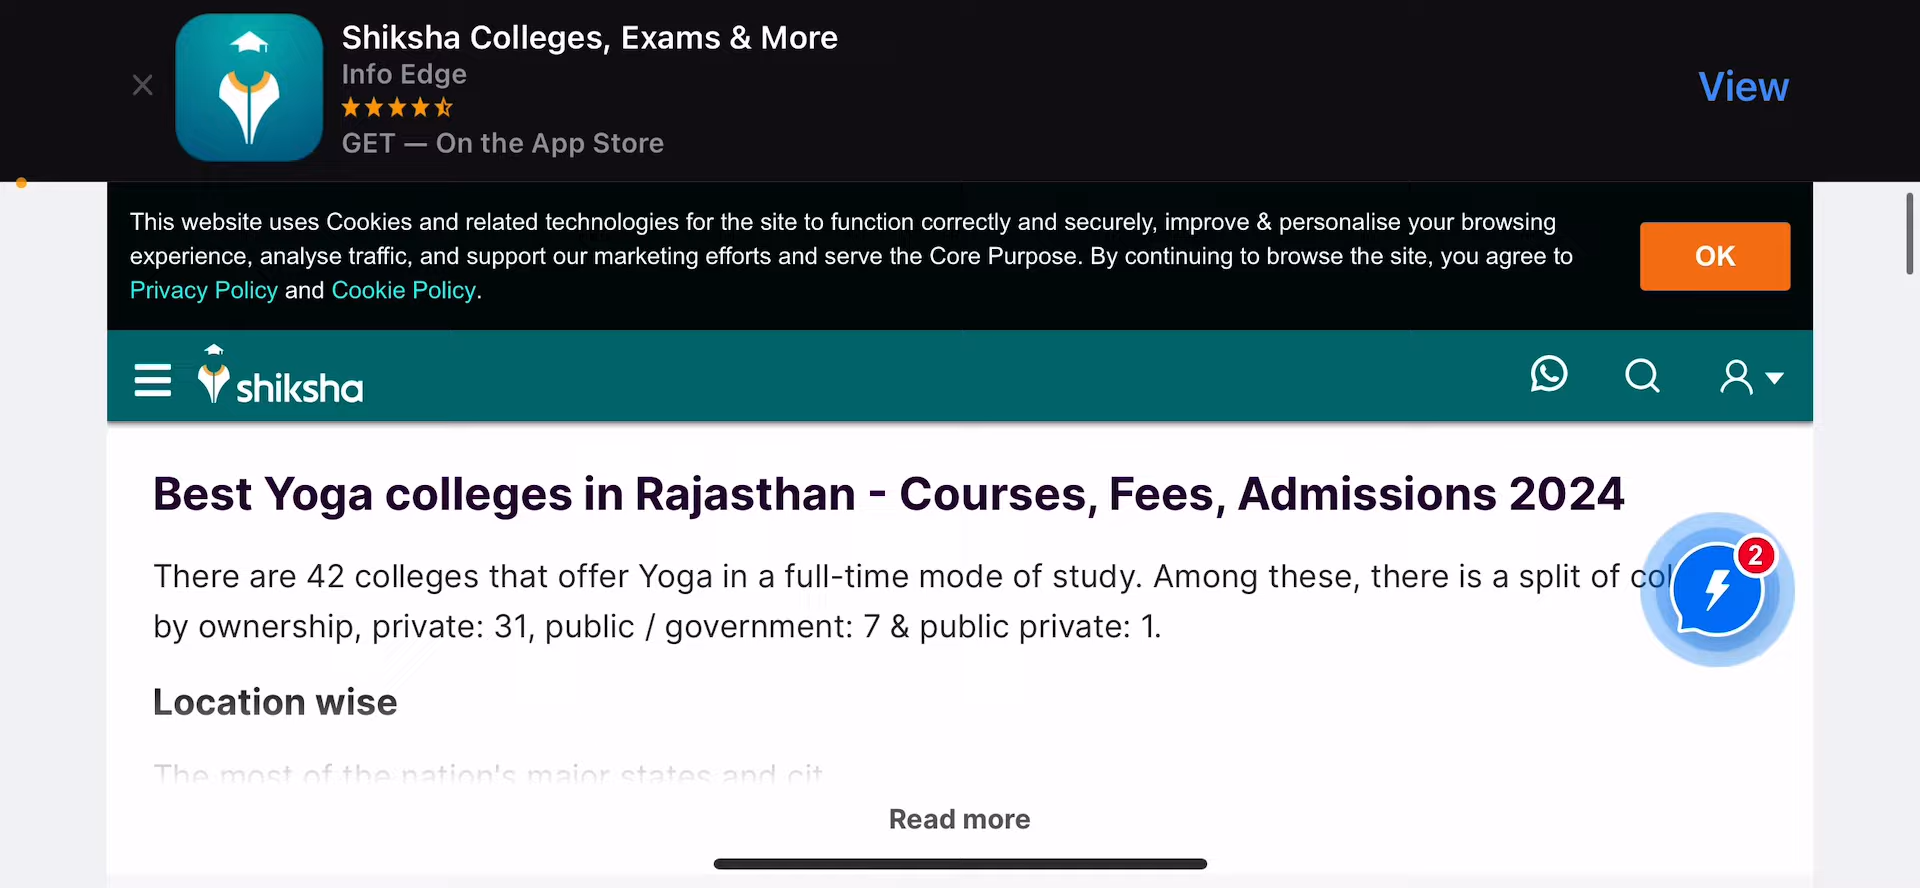 Shiksha Colleges, Exams & More
Info Edge
GET — On the App Store
View
This website uses Cookies and related technologies for the site to function correctly and securely, improve & personalise your browsing
experience, analyse traffic, and support our marketing efforts and serve the Core Purpose. By continuing to browse the site, you agree to
Privacy Policy and Cookie Policy.
OK
shiksha
Best Yoga colleges in Rajasthan - Courses, Fees, Admissions 2024
2
There are 42 colleges that offer Yoga in a full-time mode of study. Among these, there is a split of col
by ownership, private: 31, public / government: 7 & public private: 1.
Location wise
The most of the nation's major states and cit
Read more